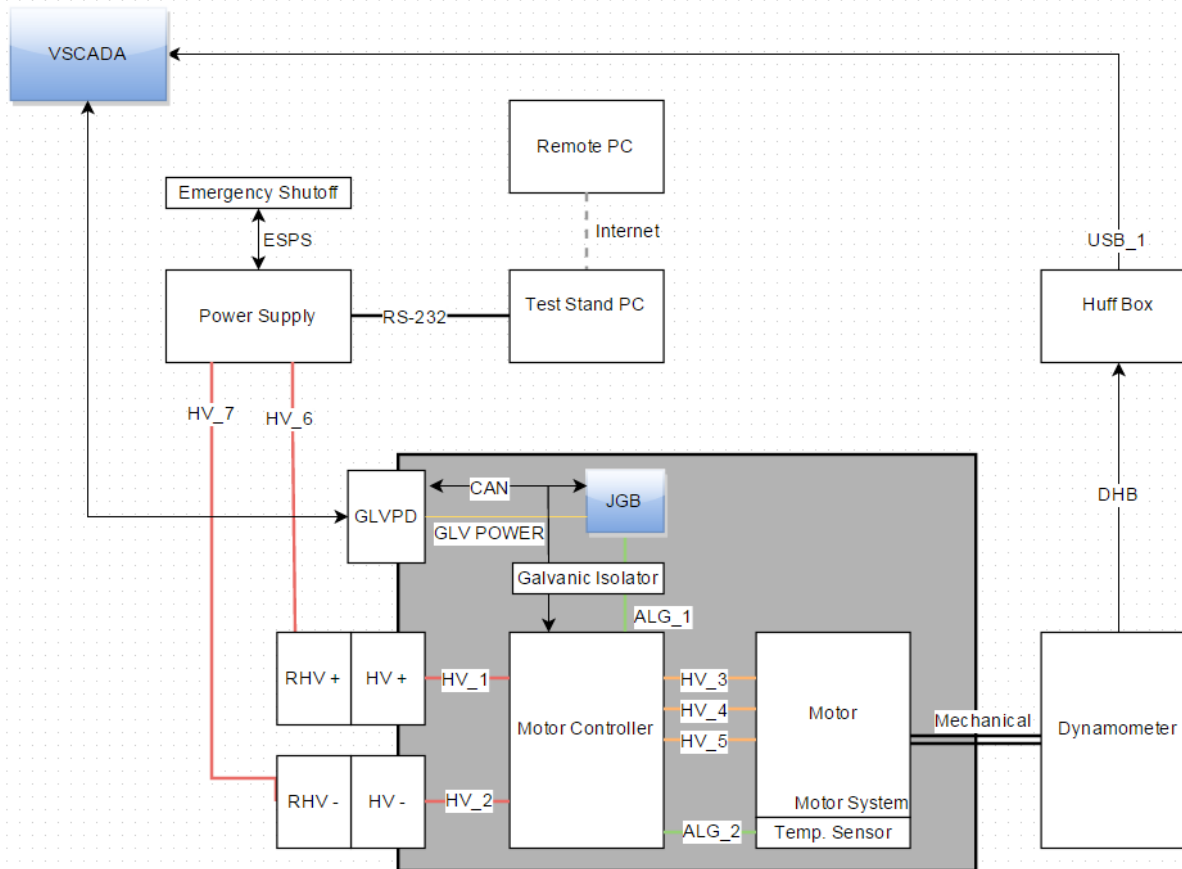 VSCADA
Remote PC
Emergency Shutoff
Internet
ESPS
USB_1
Power Supply
RS-232
Test Stand PC
Huff Box
HV_7
HV_6
CAN
JGB
DHB
GLVPD
GLV POWER
Galvanic Isolator
ALG_1
RHV +
HV +
HV_1
Motor Controller
HV_3
HV_4
HV_5
Motor
Mechanical
Dynamometer
RHV -
HV -
HV_2
Motor System
ALG_2
Temp. Sensor